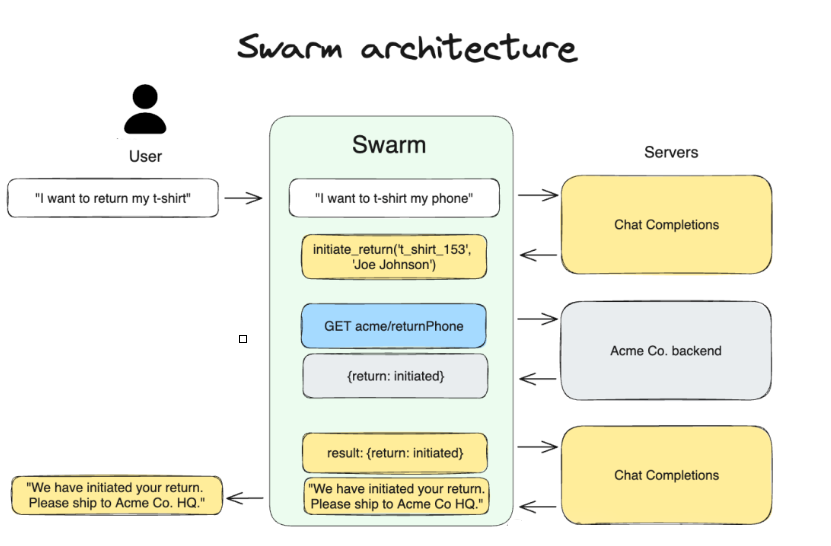 Swarm architecture
User
Swarm
Servers
"I want to return my t-shirt"
"I want to t-shirt my phone"
Chat Completions
initiate_return('t_shirt_153',
'Joe Johnson')
GET acme/returnPhone
Acme Co. backend
{return: initiated}
result: {return: initiated}
Chat Completions
"We have initiated your return.
Please ship to Acme Co. HQ."
"We have initiated your return.
Please ship to Acme Co HQ."